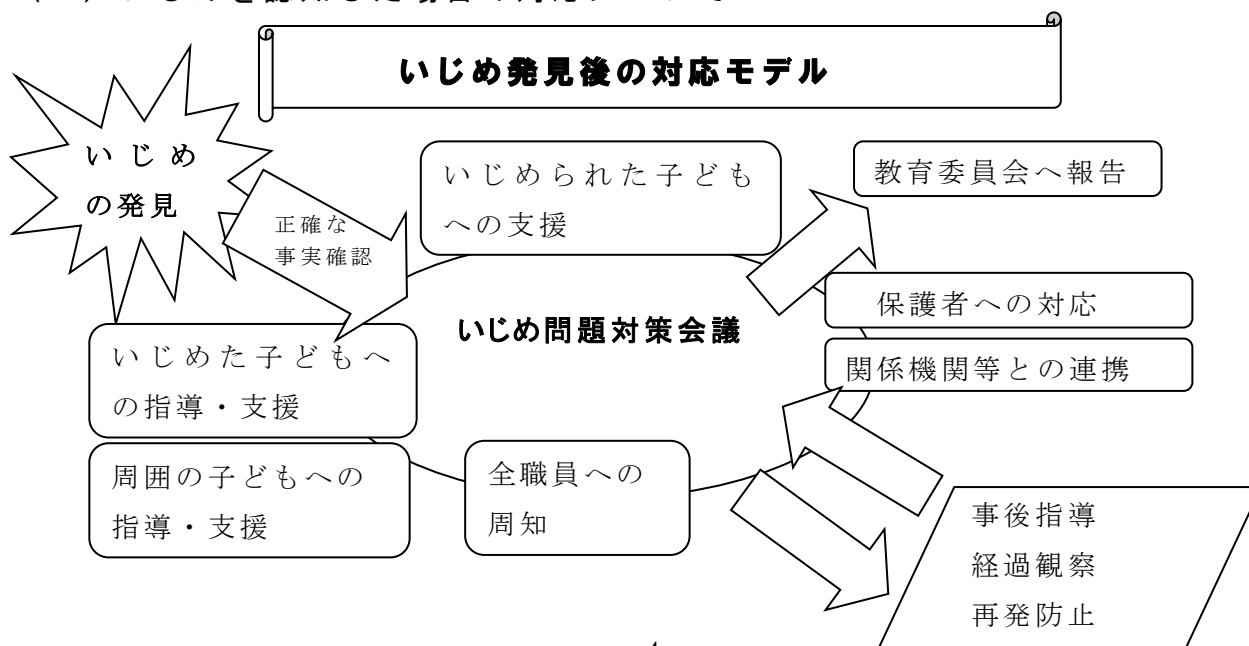 いじめ発見後の対応モデル
いじめ
の発見
正確な
事実確認
いじめられた子ども
への支援
教育委員会へ報告
保護者への対応
関係機関等との連携
いじめ問題対策会議
いじめた子どもへ
の指導・支援
周囲の子どもへの
指導・支援
全職員への
周知
事後指導
経過観察
再発防止